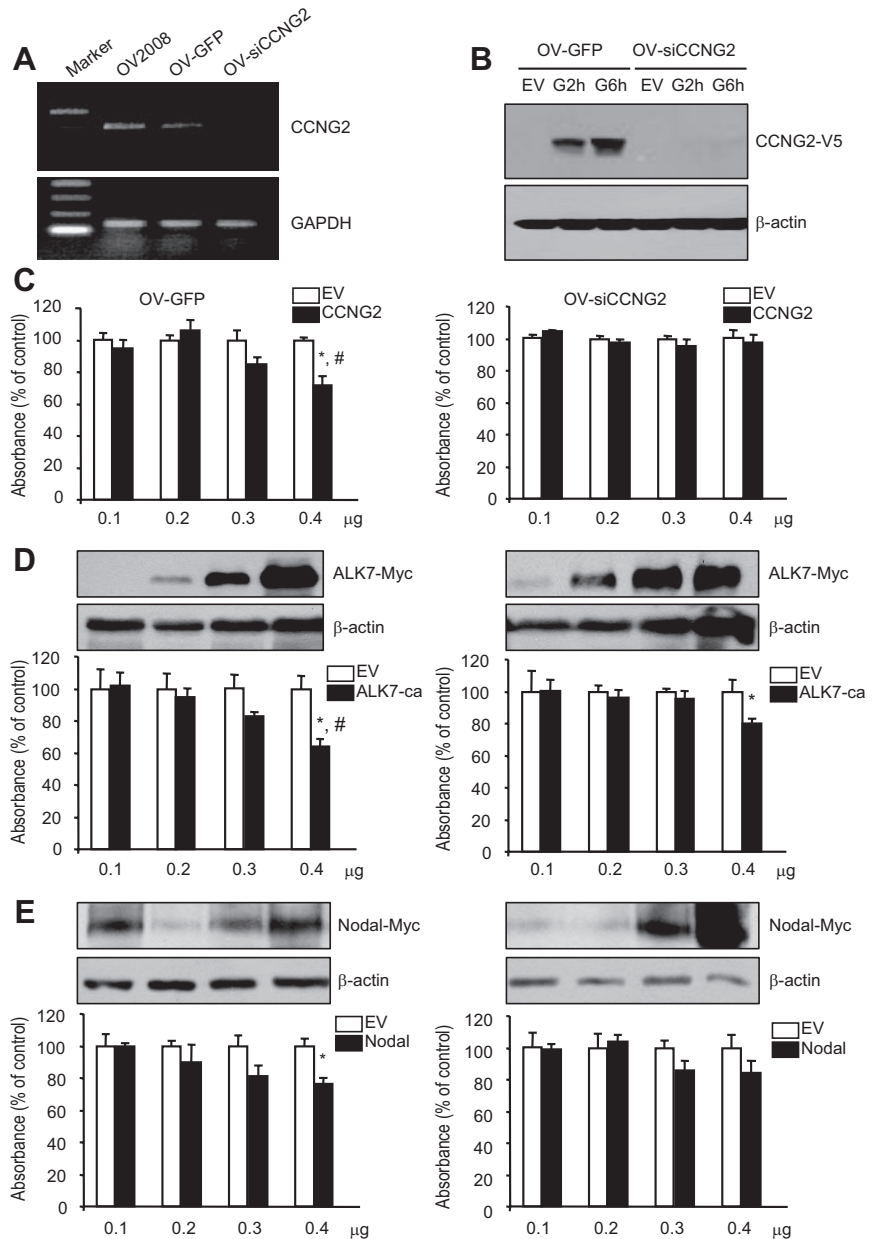 A
Marker OV2008 OV-GFP OV-siCCNG2
CCNG2
GAPDH
B
OV-GFP OV-siCCNG2
EV G2h G6h EV G2h G6h
CCNG2-V5
β-actin
C
OV-GFP
EV
CCNG2
Absorbance (% of control)
120
100
80
60
40
20
0
*, #
0.1 0.2 0.3 0.4 μg
OV-siCCNG2
EV
CCNG2
Absorbance (% of control)
120
100
80
60
40
20
0
0.1 0.2 0.3 0.4 μg
D
ALK7-Myc
β-actin
EV
ALK7-ca
Absorbance (% of control)
120
100
80
60
40
20
0
*, #
0.1 0.2 0.3 0.4 μg
ALK7-Myc
β-actin
EV
ALK7-ca
Absorbance (% of control)
120
100
80
60
40
20
0
*
0.1 0.2 0.3 0.4 μg
E
Nodal-Myc
β-actin
EV
Nodal
Absorbance (% of control)
120
100
80
60
40
20
0
*
0.1 0.2 0.3 0.4 μg
Nodal-Myc
β-actin
EV
Nodal
Absorbance (% of control)
120
100
80
60
40
20
0
0.1 0.2 0.3 0.4 μg